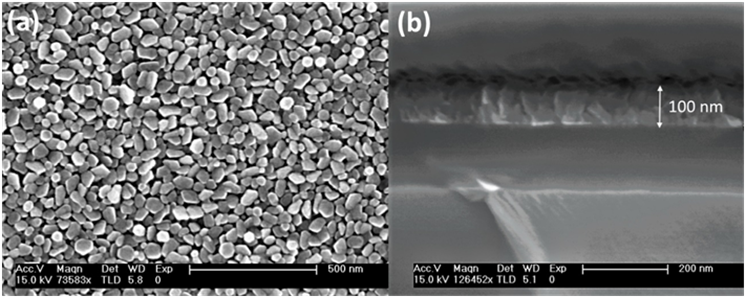 (a)
Acc.V Magn Det WD Exp 500 nm
15.0 kV 73583x TLD 5.8 0
(b)
100 nm
Acc.V Magn Det WD Exp 200 nm
15.0 kV 126452x TLD 5.1 0